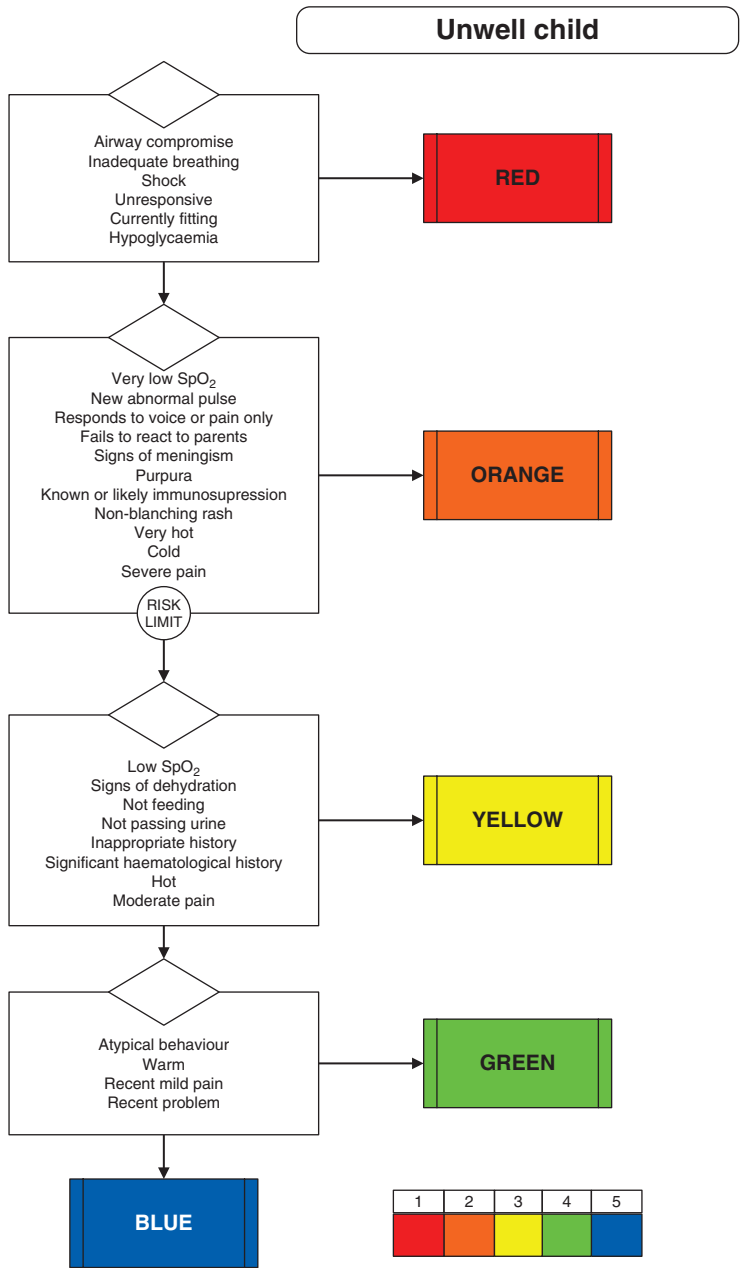 Unwell child
Airway compromise
Inadequate breathing
Shock
Unresponsive
Currently fitting
Hypoglycaemia
RED
Very low SpO₂
New abnormal pulse
Responds to voice or pain only
Fails to react to parents
Signs of meningism
Purpura
Known or likely immunosupression
Non-blanching rash
Very hot
Cold
Severe pain
ORANGE
RISK
LIMIT
Low SpO₂
Signs of dehydration
Not feeding
Not passing urine
Inappropriate history
Significant haematological history
Hot
Moderate pain
YELLOW
Atypical behaviour
Warm
Recent mild pain
Recent problem
GREEN
BLUE
1 2 3 4 5